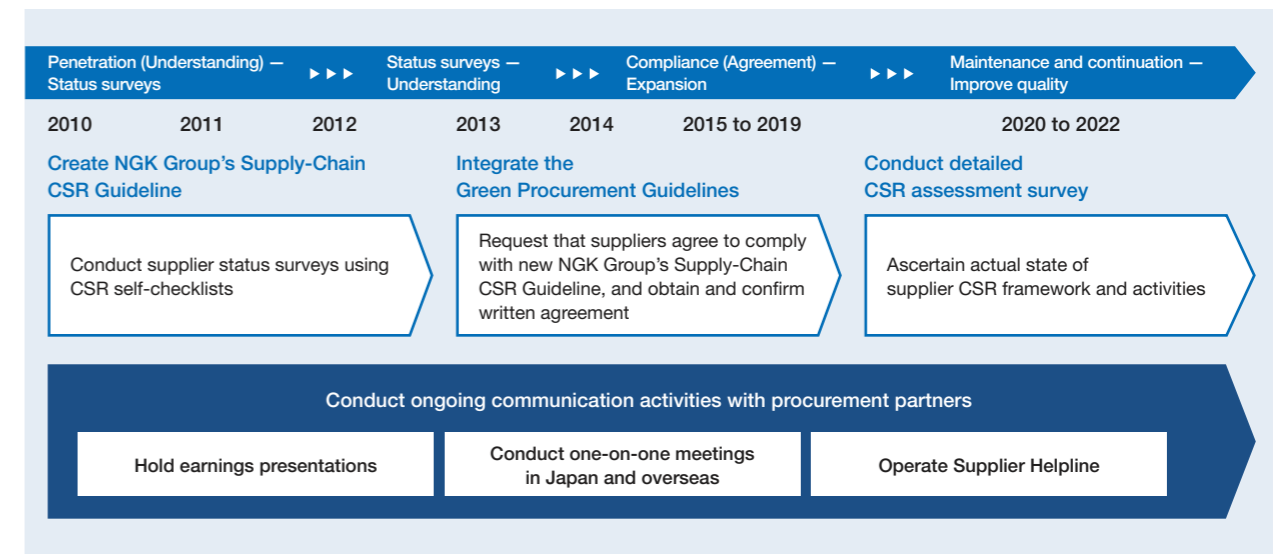 Penetration (Understanding) —
Status surveys
Status surveys —
Understanding
Compliance (Agreement) —
Expansion
Maintenance and continuation —
Improve quality
2010 2011 2012 2013 2014 2015 to 2019 2020 to 2022
Create NGK Group's Supply-Chain
CSR Guideline
Conduct supplier status surveys using
CSR self-checklists
Integrate the
Green Procurement Guidelines
Request that suppliers agree to comply
with new NGK Group's Supply-Chain
CSR Guideline, and obtain and confirm
written agreement
Conduct detailed
CSR assessment survey
Ascertain actual state of
supplier CSR framework and activities
Conduct ongoing communication activities with procurement partners
Hold earnings presentations
Conduct one-on-one meetings
in Japan and overseas
Operate Supplier Helpline